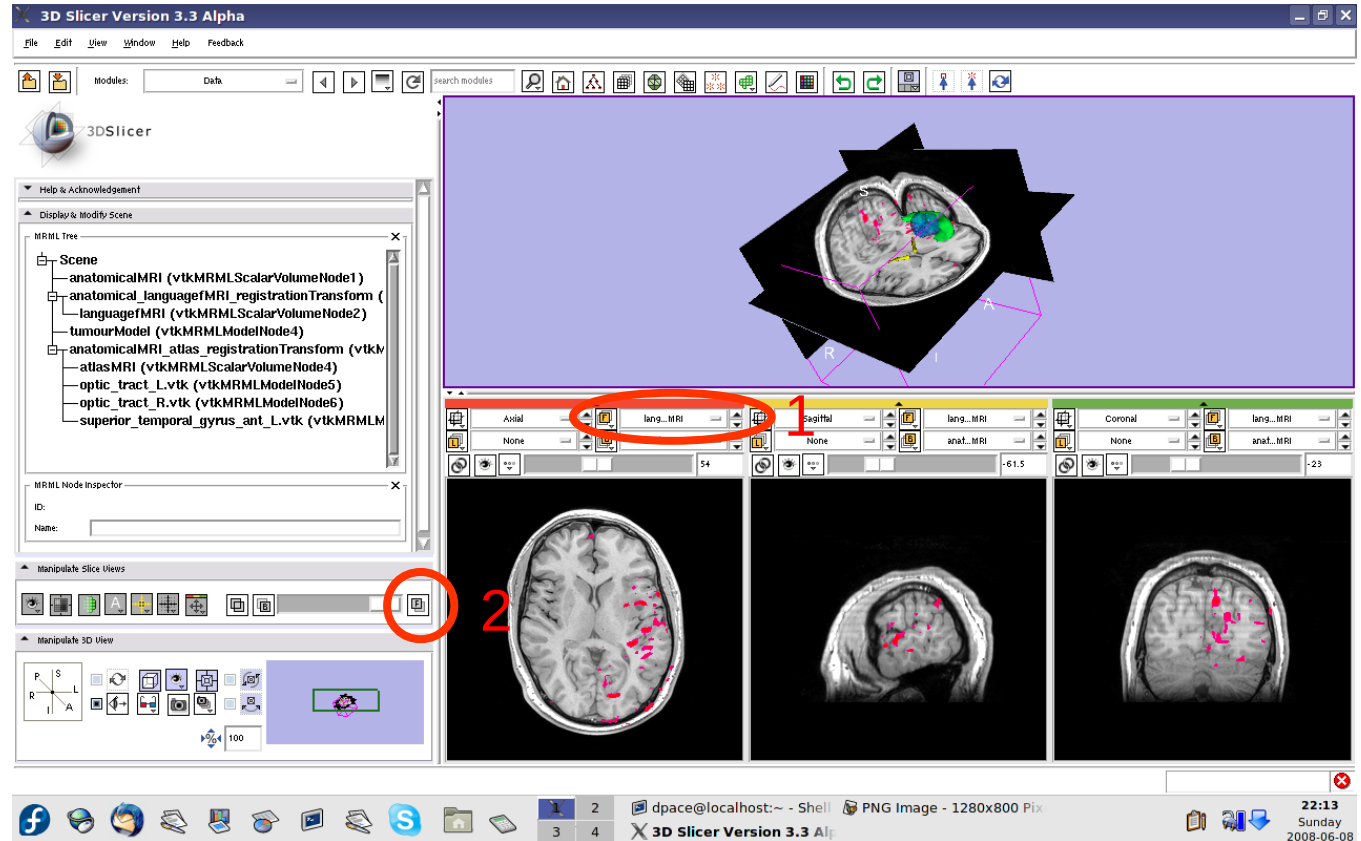 3D Slicer Version 3.3 Alpha
File Edit View Window Help Feedback
Modules: Data search modules
3DSlicer
Help & Acknowledgement
Display & Modify Scene
MRML Tree
Scene
anatomicalMRI (vtkMRMLScalarVolumeNode1)
anatomical_languagefMRI_registrationTransform (
languagefMRI (vtkMRMLScalarVolumeNode2)
tumourModel (vtkMRMLModelNode4)
anatomicalMRI_atlas_registrationTransform (vtkM
atlasMRI (vtkMRMLScalarVolumeNode4)
optic_tract_L.vtk (vtkMRMLModelNode5)
optic_tract_R.vtk (vtkMRMLModelNode6)
superior_temporal_gyrus_ant_L.vtk (vtkMRMLM
MRML Node Inspector
ID:
Name:
Manipulate Slice Views
A B F
2
Manipulate 3D View
P S
R L
I A
% 100
S
A
R I
Axial F lang...MRI
1
L None B
54
Sagittal F lang...MRI
L None B anat...MRI
-61.5
Coronal F lang...MRI
L None B anat...MRI
-23
1 2
3 4
dpace@localhost:~ - Shell
PNG Image - 1280x800 Pix
3D Slicer Version 3.3 Alp
22:13
Sunday
2008-06-08